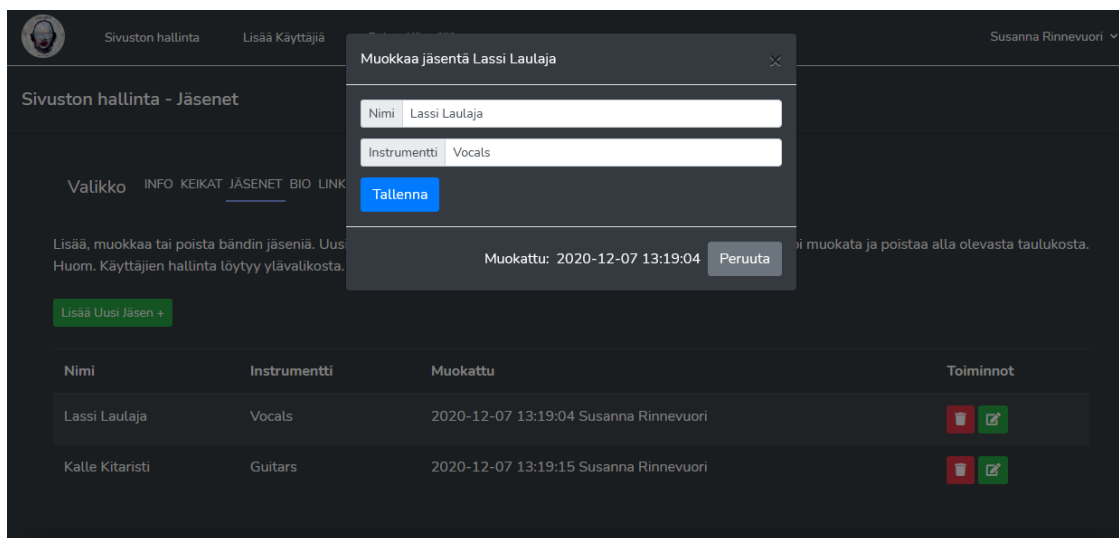 Sivuston hallinta Lisää Käyttäjiä Susanna Rinnevuori
Muokkaa jäsentä Lassi Laulaja ×
Sivuston hallinta - Jäsenet
Nimi Lassi Laulaja
Instrumentti Vocals
Valikko INFO KEIKAT JÄSENET BIO
Tallenna
Lisää, muokkaa tai poista bändin jäseniä. muokata ja poistaa alla olevasta taulukosta.
Huom. Käyttäjien hallinta löytyy ylävalikosta.
Muokattu: 2020-12-07 13:19:04 Peruuta
Lisää Uusi Jäsen +
Nimi Instrumentti Muokattu Toiminnot
Lassi Laulaja Vocals 2020-12-07 13:19:04 Susanna Rinnevuori
Kalle Kitaristi Guitars 2020-12-07 13:19:15 Susanna Rinnevuori